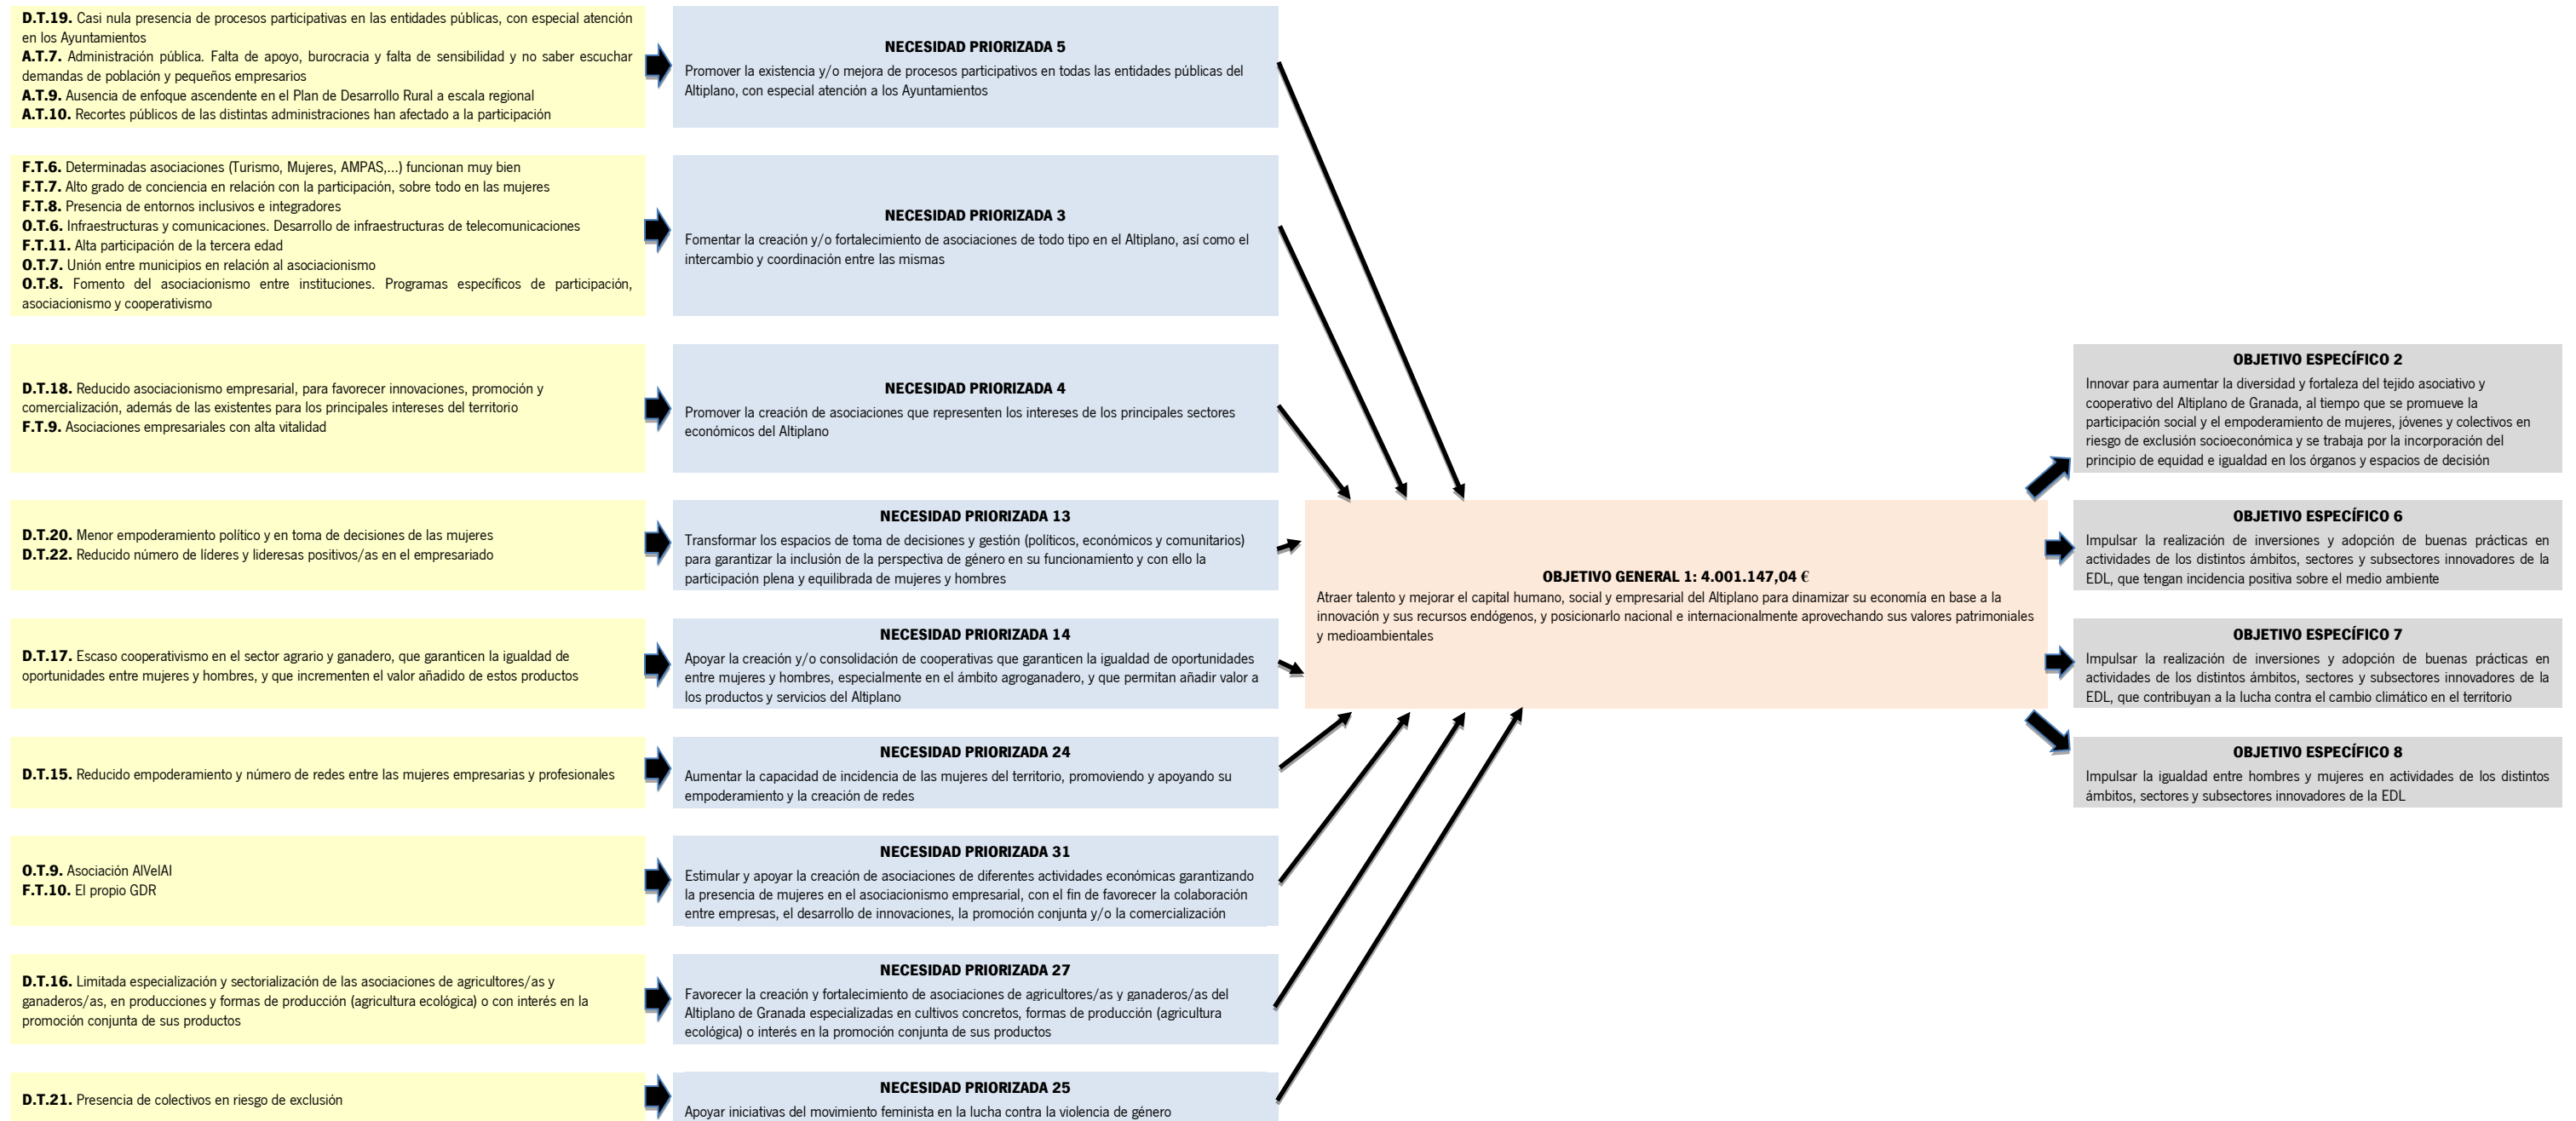 D.T.19. Casi nula presencia de procesos participativas en las entidades públicas, con especial atención
en los Ayuntamientos
A.T.7. Administración pública. Falta de apoyo, burocracia y falta de sensibilidad y no saber escuchar
demandas de población y pequeños empresarios
A.T.9. Ausencia de enfoque ascendente en el Plan de Desarrollo Rural a escala regional
A.T.10. Recortes públicos de las distintas administraciones han afectado a la participación
NECESIDAD PRIORIZADA 5
Promover la existencia y/o mejora de procesos participativos en todas las entidades públicas del
Altiplano, con especial atención a los Ayuntamientos
F.T.6. Determinadas asociaciones (Turismo, Mujeres, AMPAS,...) funcionan muy bien
F.T.7. Alto grado de conciencia en relación con la participación, sobre todo en las mujeres
F.T.8. Presencia de entornos inclusivos e integradores
O.T.6. Infraestructuras y comunicaciones. Desarrollo de infraestructuras de telecomunicaciones
F.T.11. Alta participación de la tercera edad
O.T.7. Unión entre municipios en relación al asociacionismo
O.T.8. Fomento del asociacionismo entre instituciones. Programas específicos de participación,
asociacionismo y cooperativismo
NECESIDAD PRIORIZADA 3
Fomentar la creación y/o fortalecimiento de asociaciones de todo tipo en el Altiplano, así como el
intercambio y coordinación entre las mismas
D.T.18. Reducido asociacionismo empresarial, para favorecer innovaciones, promoción y
comercialización, además de las existentes para los principales intereses del territorio
F.T.9. Asociaciones empresariales con alta vitalidad
NECESIDAD PRIORIZADA 4
Promover la creación de asociaciones que representen los intereses de los principales sectores
económicos del Altiplano
D.T.20. Menor empoderamiento político y en toma de decisiones de las mujeres
D.T.22. Reducido número de líderes y lideresas positivos/as en el empresariado
NECESIDAD PRIORIZADA 13
Transformar los espacios de toma de decisiones y gestión (políticos, económicos y comunitarios)
para garantizar la inclusión de la perspectiva de género en su funcionamiento y con ello la
participación plena y equilibrada de mujeres y hombres
D.T.17. Escaso cooperativismo en el sector agrario y ganadero, que garanticen la igualdad de
oportunidades entre mujeres y hombres, y que incrementen el valor añadido de estos productos
NECESIDAD PRIORIZADA 14
Apoyar la creación y/o consolidación de cooperativas que garanticen la igualdad de oportunidades
entre mujeres y hombres, especialmente en el ámbito agroganadero, y que permitan añadir valor a
los productos y servicios del Altiplano
D.T.15. Reducido empoderamiento y número de redes entre las mujeres empresarias y profesionales
NECESIDAD PRIORIZADA 24
Aumentar la capacidad de incidencia de las mujeres del territorio, promoviendo y apoyando su
empoderamiento y la creación de redes
O.T.9. Asociación AlVelAl
F.T.10. El propio GDR
NECESIDAD PRIORIZADA 31
Estimular y apoyar la creación de asociaciones de diferentes actividades económicas garantizando
la presencia de mujeres en el asociacionismo empresarial, con el fin de favorecer la colaboración
entre empresas, el desarrollo de innovaciones, la promoción conjunta y/o la comercialización
D.T.16. Limitada especialización y sectorialización de las asociaciones de agricultores/as y
ganaderos/as, en producciones y formas de producción (agricultura ecológica) o con interés en la
promoción conjunta de sus productos
NECESIDAD PRIORIZADA 27
Favorecer la creación y fortalecimiento de asociaciones de agricultores/as y ganaderos/as del
Altiplano de Granada especializadas en cultivos concretos, formas de producción (agricultura
ecológica) o interés en la promoción conjunta de sus productos
D.T.21. Presencia de colectivos en riesgo de exclusión
NECESIDAD PRIORIZADA 25
Apoyar iniciativas del movimiento feminista en la lucha contra la violencia de género
OBJETIVO GENERAL 1: 4.001.147,04 €
Atraer talento y mejorar el capital humano, social y empresarial del Altiplano para dinamizar su economía en base a la
innovación y sus recursos endógenos, y posicionarlo nacional e internacionalmente aprovechando sus valores patrimoniales
y medioambientales
OBJETIVO ESPECÍFICO 2
Innovar para aumentar la diversidad y fortaleza del tejido asociativo y
cooperativo del Altiplano de Granada, al tiempo que se promueve la
participación social y el empoderamiento de mujeres, jóvenes y colectivos en
riesgo de exclusión socioeconómica y se trabaja por la incorporación del
principio de equidad e igualdad en los órganos y espacios de decisión
OBJETIVO ESPECÍFICO 6
Impulsar la realización de inversiones y adopción de buenas prácticas en
actividades de los distintos ámbitos, sectores y subsectores innovadores de la
EDL, que tengan incidencia positiva sobre el medio ambiente
OBJETIVO ESPECÍFICO 7
Impulsar la realización de inversiones y adopción de buenas prácticas en
actividades de los distintos ámbitos, sectores y subsectores innovadores de la
EDL, que contribuyan a la lucha contra el cambio climático en el territorio
OBJETIVO ESPECÍFICO 8
Impulsar la igualdad entre hombres y mujeres en actividades de los distintos
ámbitos, sectores y subsectores innovadores de la EDL